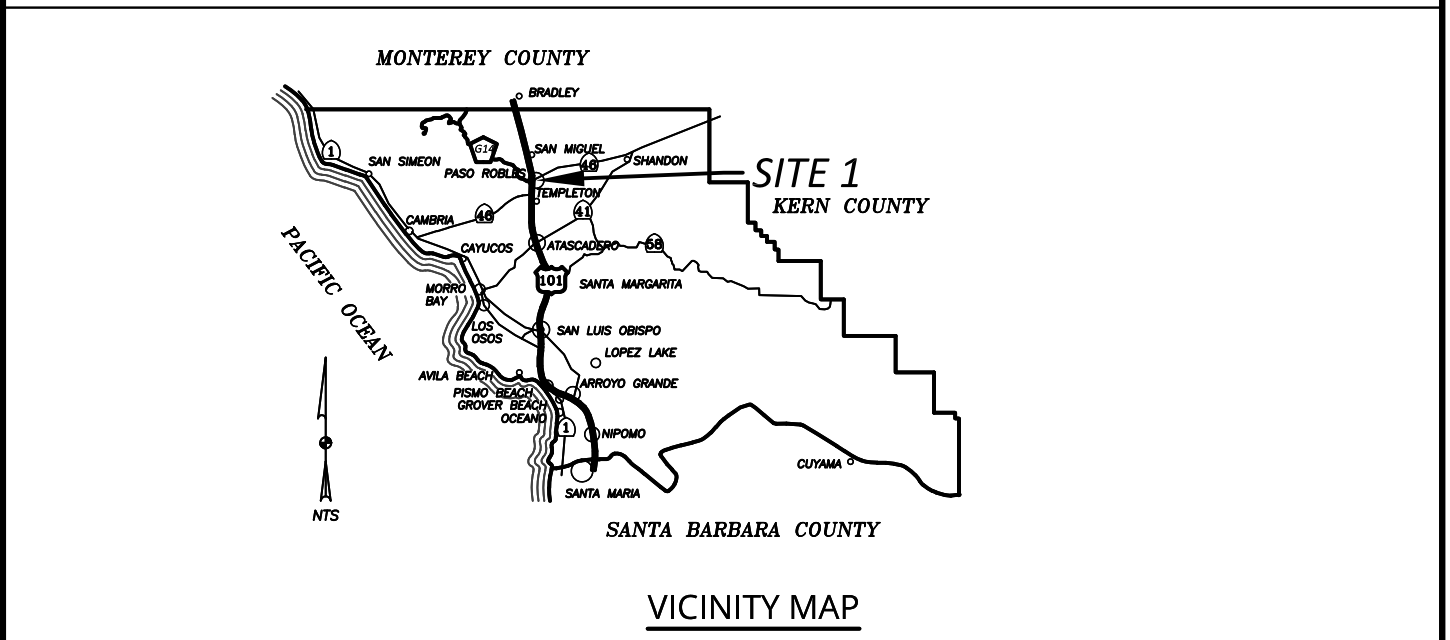 MONTEREY COUNTY
BRADLEY
1
SAN SIMEON
G14
SAN MIGUEL
46
SHANDON
PASO ROBLES
SITE 1
TEMPLETON
KERN COUNTY
46
41
CAMBRIA
CAYUCOS
ATASCADERO
58
PACIFIC OCEAN
101
SANTA MARGARITA
MORRO
BAY
LOS
OSOS
SAN LUIS OBISPO
LOPEZ LAKE
AVILA BEACH
ARROYO GRANDE
PISMO BEACH
GROVER BEACH
OCEANO
1
NIPOMO
CUYAMA
SANTA MARIA
NTS
SANTA BARBARA COUNTY
VICINITY MAP